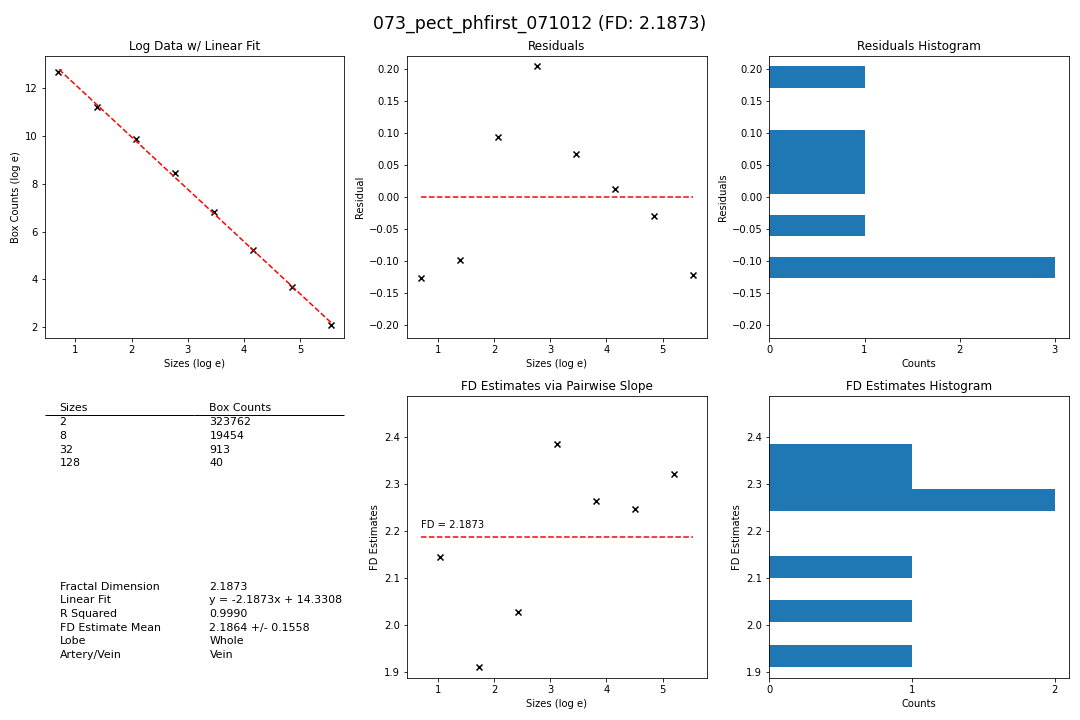 073_pect_phfirst_071012 (FD: 2.1873)
Log Data w/ Linear Fit
Box Counts (log e)
12
10
8
6
4
2
1 2 3 4 5
Sizes (log e)
Residuals
Residual
0.20
0.15
0.10
0.05
0.00
−0.05
−0.10
−0.15
−0.20
1 2 3 4 5
Sizes (log e)
Residuals Histogram
Residuals
0.20
0.15
0.10
0.05
0.00
−0.05
−0.10
−0.15
−0.20
0 1 2 3
Counts
Sizes Box Counts
2 323762
8 19454
32 913
128 40
Fractal Dimension 2.1873
Linear Fit y = -2.1873x + 14.3308
R Squared 0.9990
FD Estimate Mean 2.1864 +/- 0.1558
Lobe Whole
Artery/Vein Vein
FD Estimates via Pairwise Slope
FD Estimates
2.4
2.3
2.2
2.1
2.0
1.9
FD = 2.1873
1 2 3 4 5
Sizes (log e)
FD Estimates Histogram
FD Estimates
2.4
2.3
2.2
2.1
2.0
1.9
0 1 2
Counts